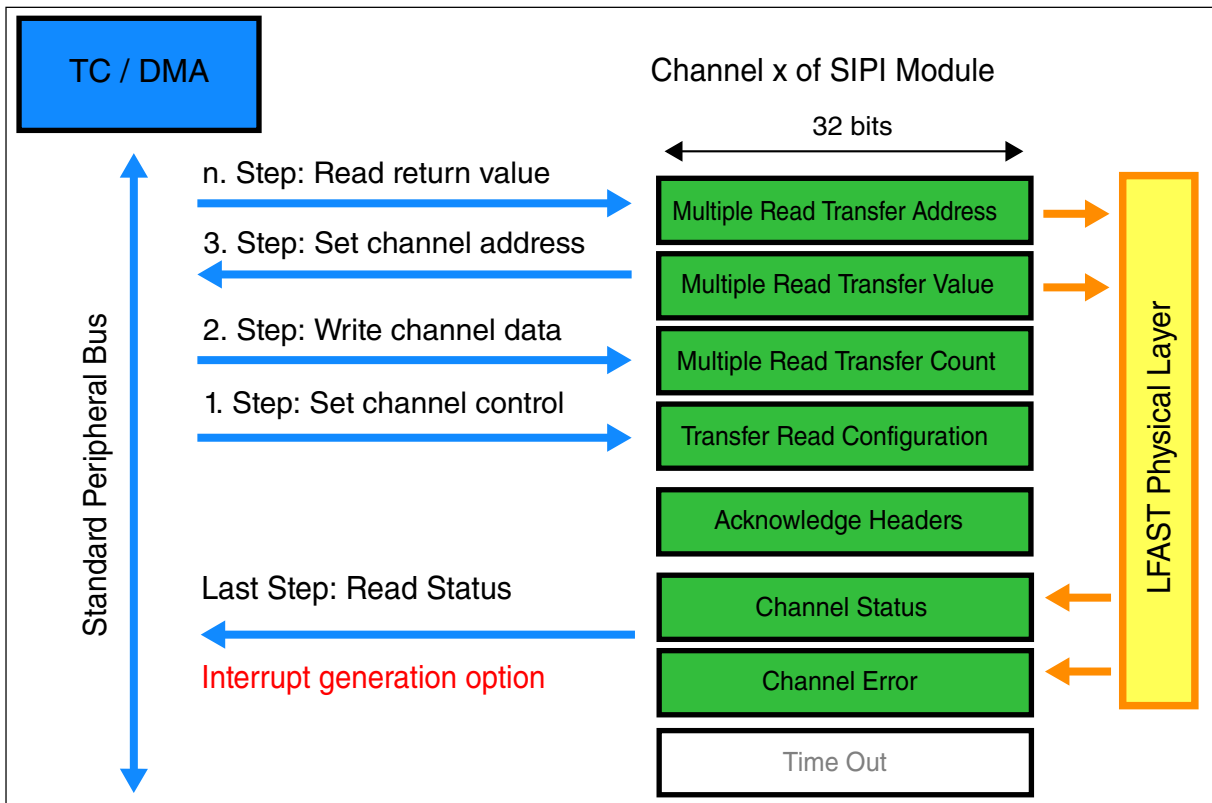 TC / DMA
Channel x of SIPI Module
32 bits
n. Step: Read return value
Multiple Read Transfer Address
3. Step: Set channel address
Multiple Read Transfer Value
2. Step: Write channel data
Multiple Read Transfer Count
1. Step: Set channel control
Transfer Read Configuration
Acknowledge Headers
Last Step: Read Status
Channel Status
Interrupt generation option
Channel Error
Time Out
Standard Peripheral Bus
LFAST Physical Layer